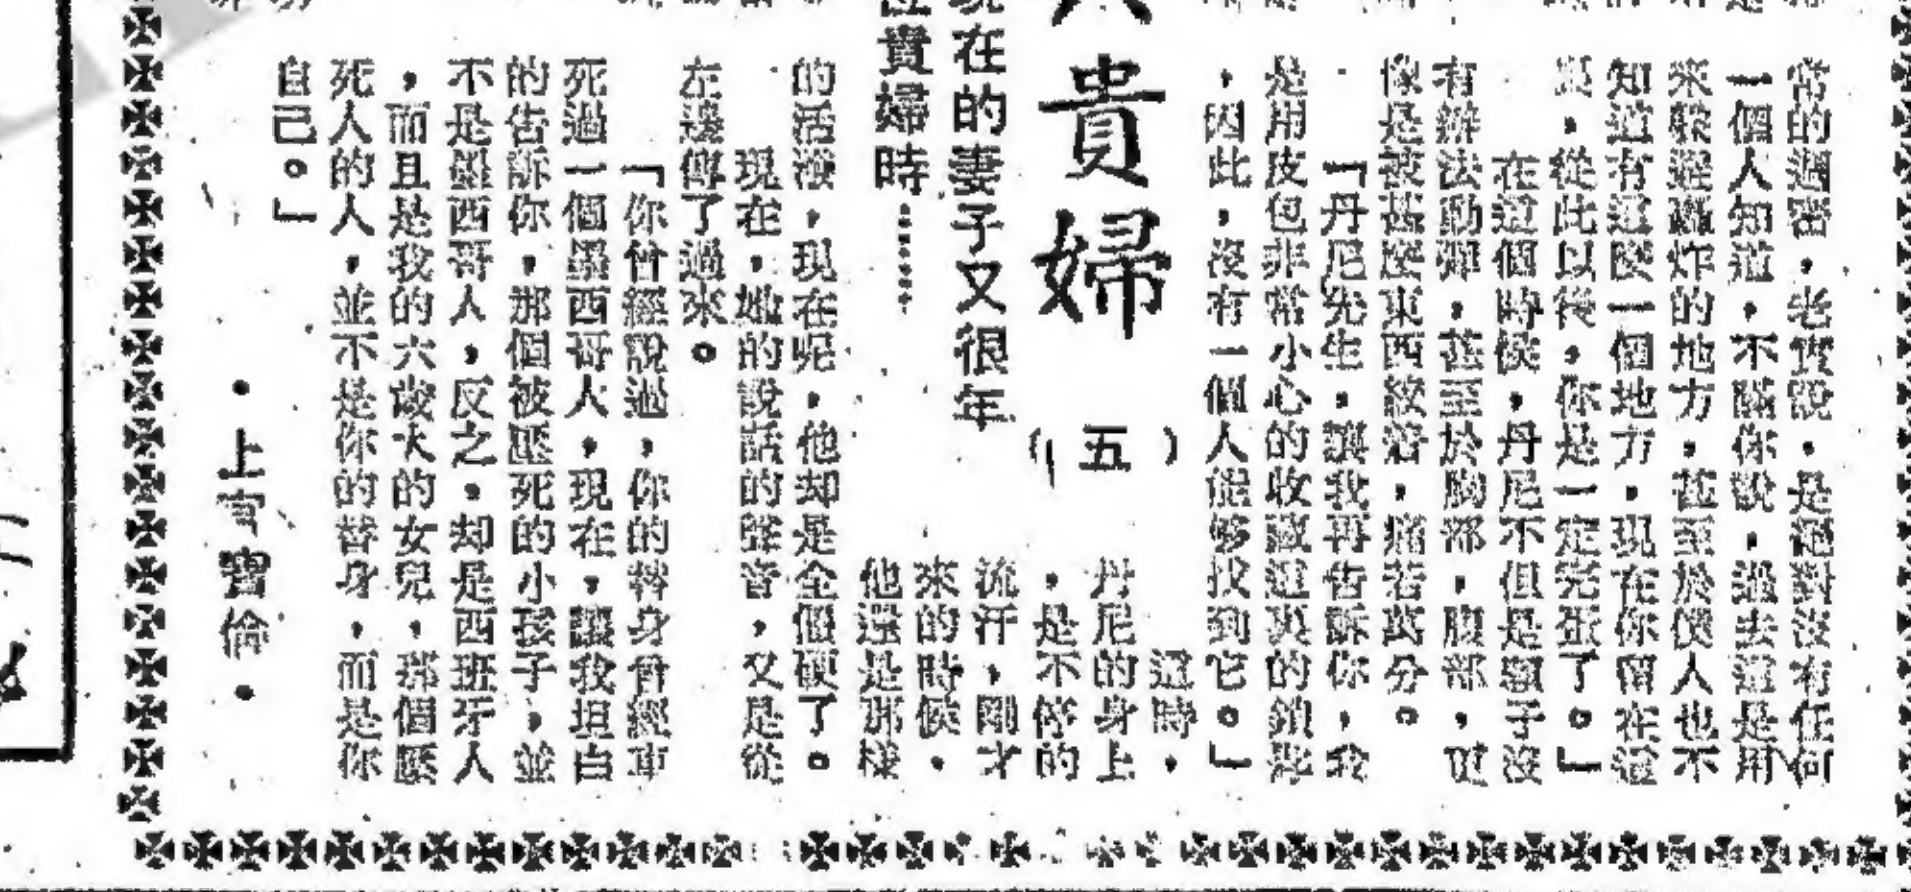 常的週密，老實說，是絕對沒有任何
一個人知道，不瞞你說，過去這是用
來躲避轟炸的地方，甚至於僕人也不
知道有這麼一個地方，現在你留在這
裏，從此以後，你是一定完蛋了。」
在這個時候，丹尼不但是頸子沒
有辦法動彈，甚至於胸部，腹部，
像是被甚麼東西絞著，痛苦萬分。
「丹尼先生，讓我再告訴你，
是用皮包非常小心的收藏這裏的鎖匙
，因此，沒有一個人能够找到它。」
這時，
丹尼的身上
，是不停的
流汗，剛才
來的時候，
他還是那樣
貴婦
（五）
現在的妻子又很年
位貴婦時……
的活潑，現在呢，他却是全僵硬了。
現在，她的說話的聲音，又是從
左邊傳了過來。
「你曾經說過，你的替身曾經車
死過一個墨西哥人，現在，讓我坦白
的告訴你，那個被壓死的小孩子，並
不是墨西哥人，反之，却是西班牙人
，而且是我的六歲大的女兒，那個壓
死人的人，並不是你的替身，而是你
自己。」
•上官寶倫•